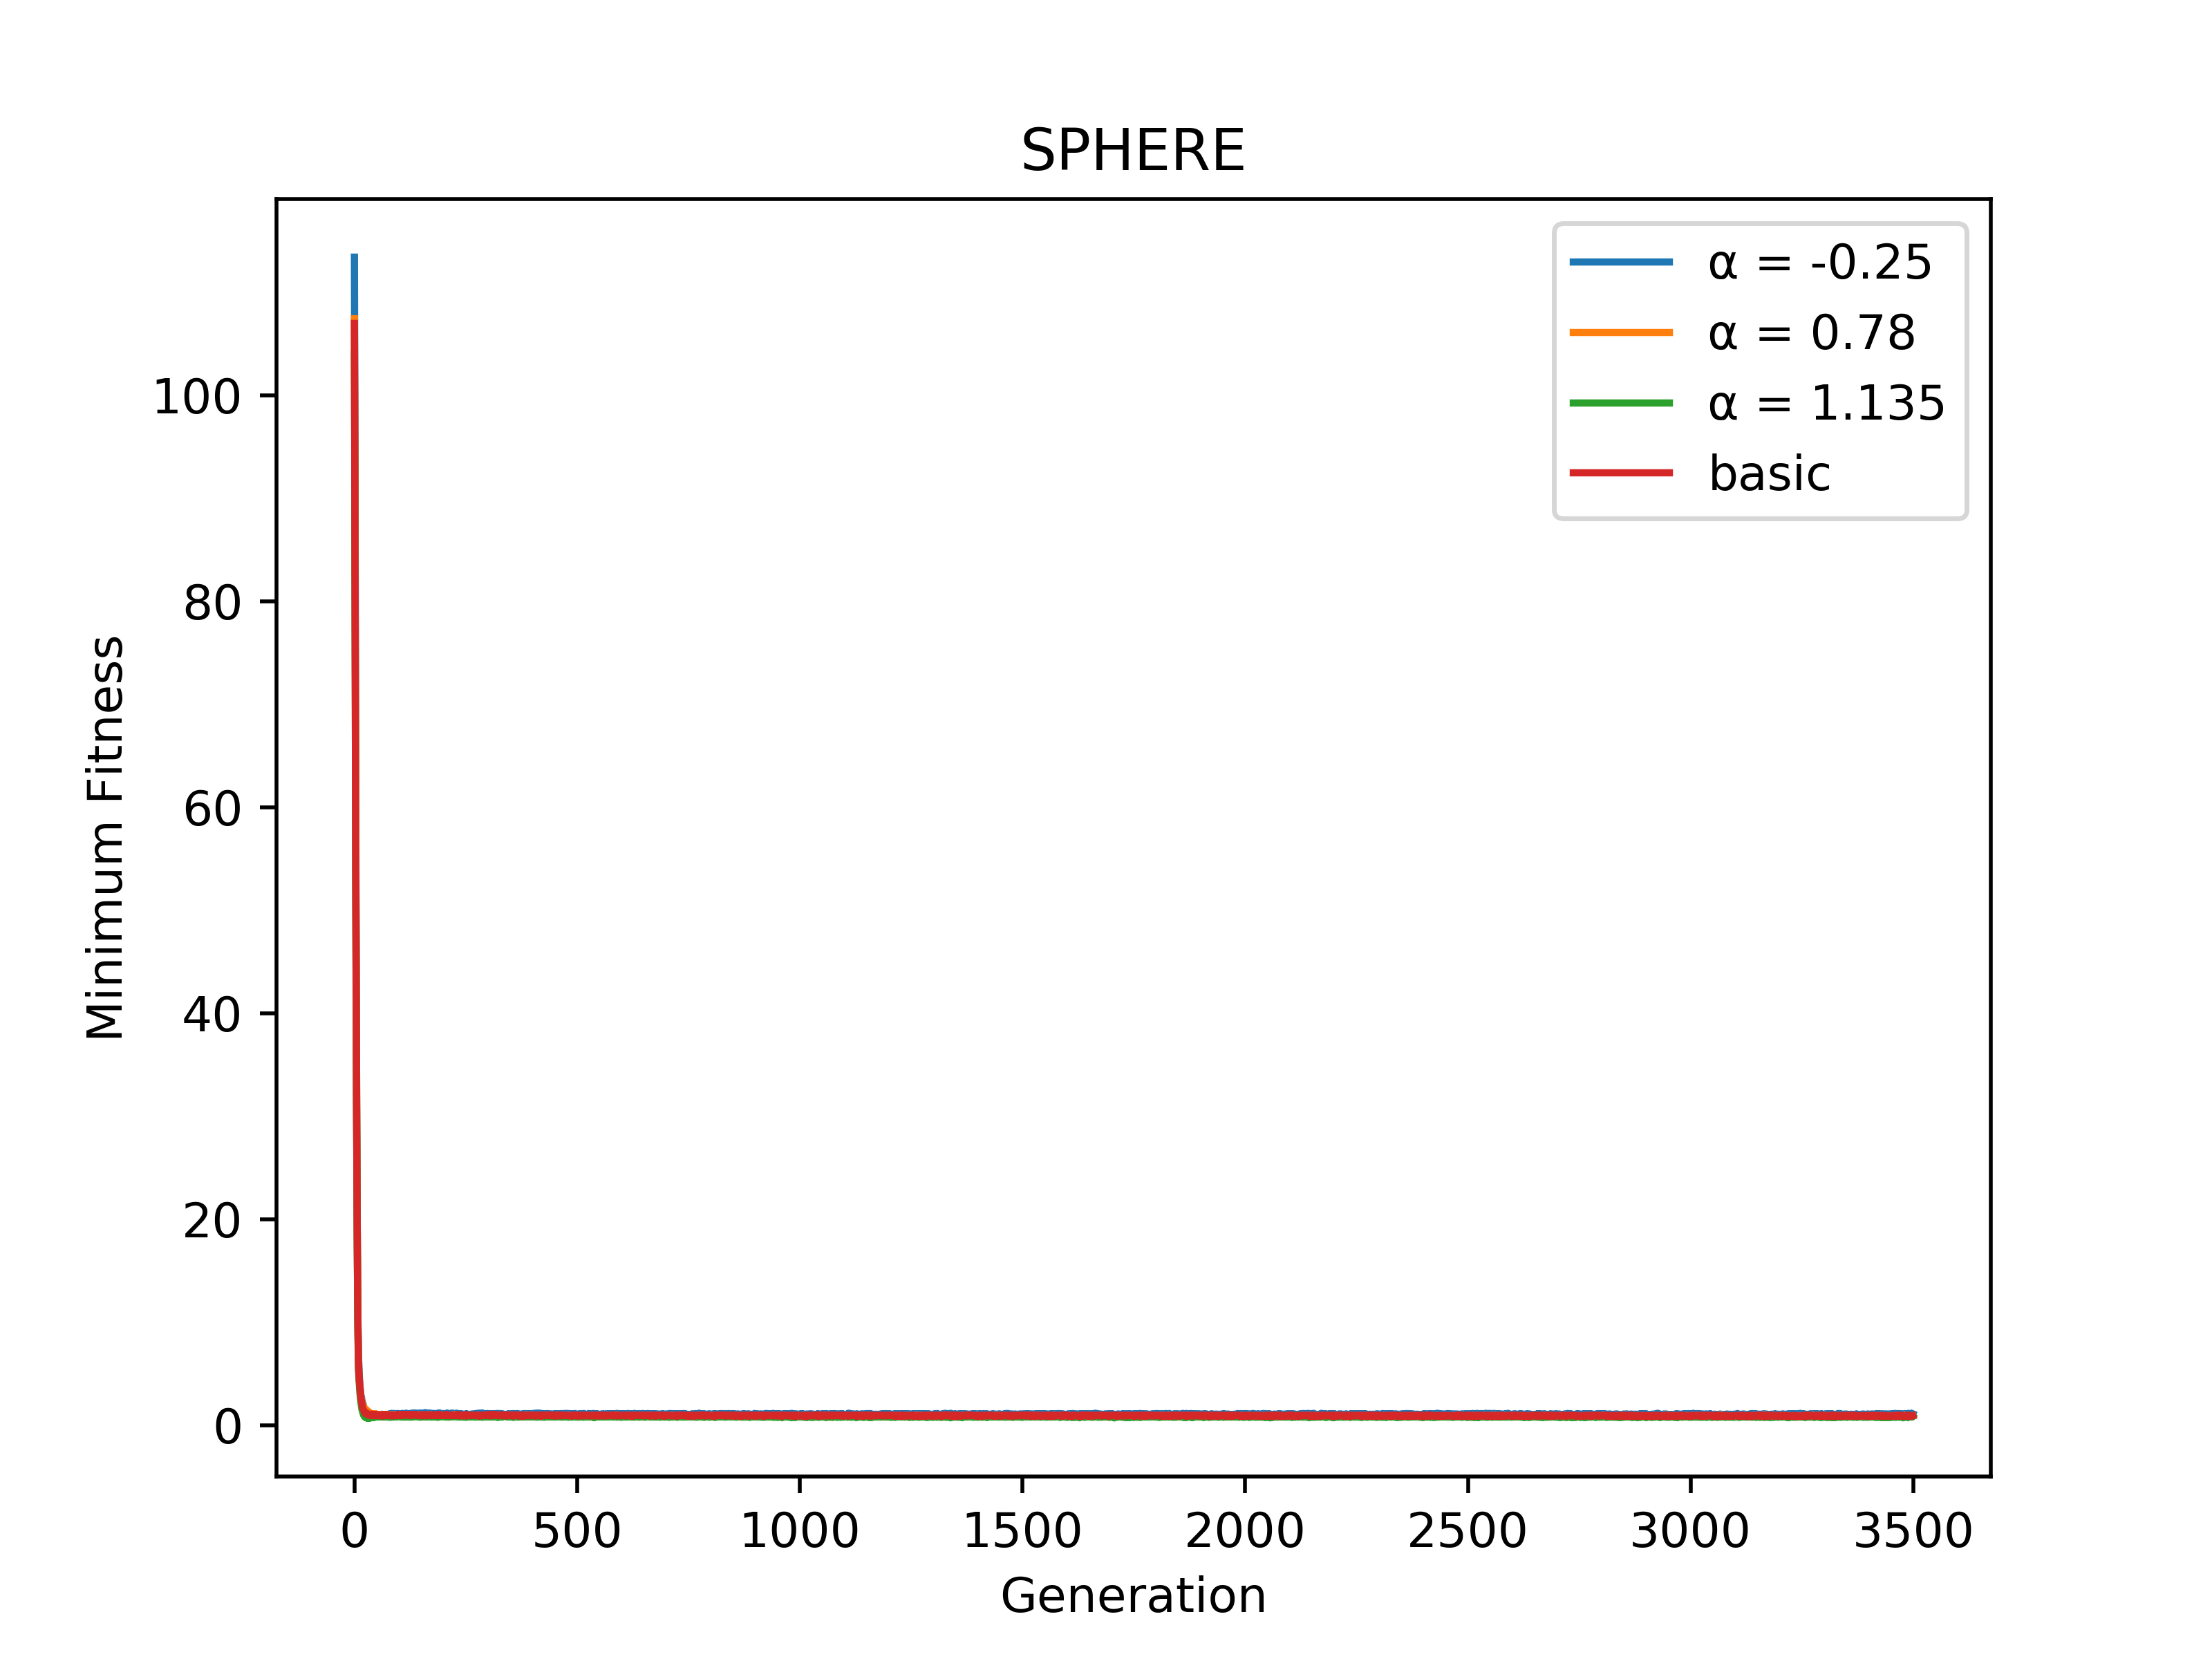 SPHERE
α = -0.25
α = 0.78
α = 1.135
basic
100
80
60
40
20
0
Minimum Fitness
0 500 1000 1500 2000 2500 3000 3500
Generation